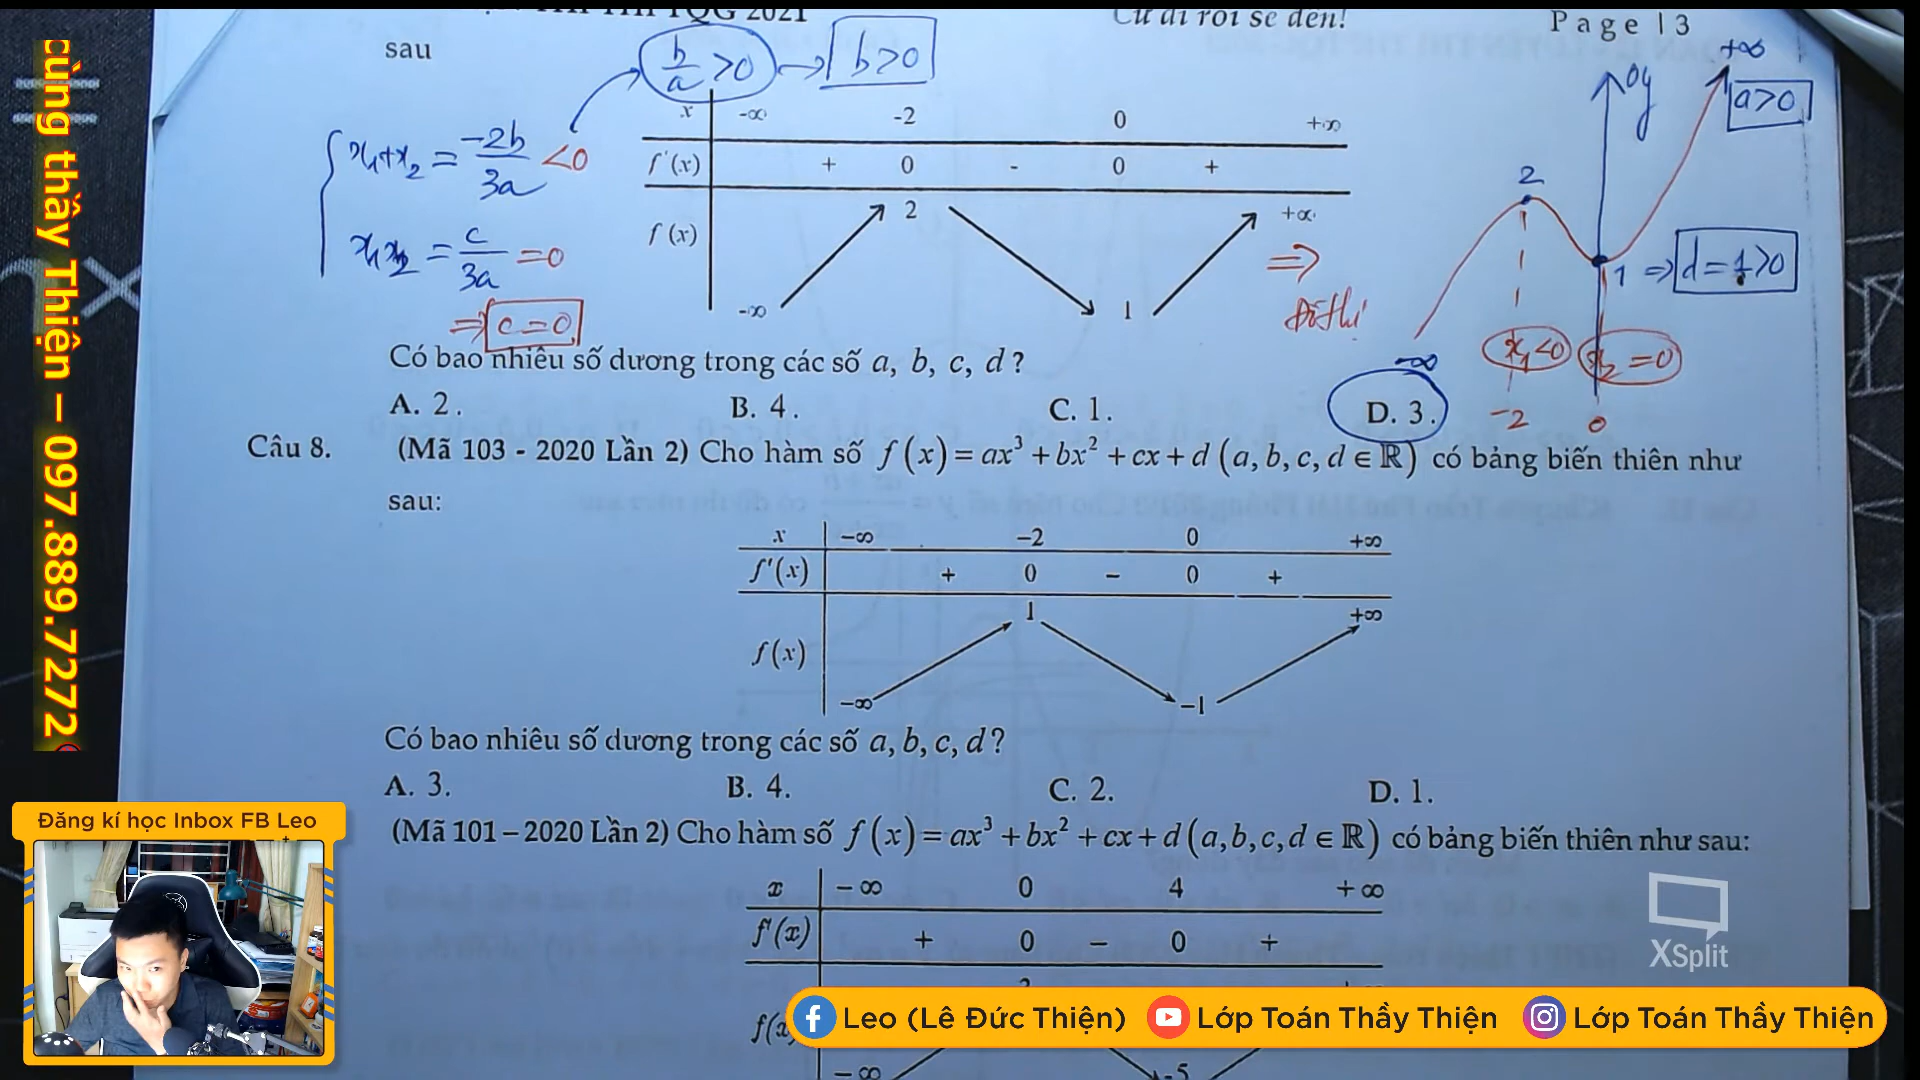 Cứ đi rồi sẽ đến!
Page | 3
sau
b/a > 0 → b>0
x -∞ -2 0 +∞
f'(x) + 0 - 0 +
f(x) 2 +∞
-∞ 1
x₁+x₂ = -2b/3a <0
x₁x₂ = c/3a =0
⇒ c=0
⇒ Đồ thị
+∞
Oy
a>0
2
1 ⇒ d=1>0
-∞
x₁<0 x₂=0
-2 0
Có bao nhiêu số dương trong các số a, b, c, d ?
A. 2 . B. 4 . C. 1. D. 3 .
Câu 8. (Mã 103 - 2020 Lần 2) Cho hàm số f(x) = ax³ + bx² + cx + d (a, b, c, d ∈ ℝ) có bảng biến thiên như
sau:
x -∞ -2 0 +∞
f'(x) + 0 - 0 +
1 +∞
f(x)
-∞ -1
Có bao nhiêu số dương trong các số a, b, c, d ?
A. 3. B. 4. C. 2. D. 1.
(Mã 101 – 2020 Lần 2) Cho hàm số f(x) = ax³ + bx² + cx + d (a,b,c,d ∈ ℝ) có bảng biến thiên như sau:
x -∞ 0 4 +∞
f'(x) + 0 - 0 +
-∞ -5
cùng thầy Thiện – 097.889.7272
Đăng kí học Inbox FB Leo
XSplit
Leo (Lê Đức Thiện) Lớp Toán Thầy Thiện Lớp Toán Thầy Thiện